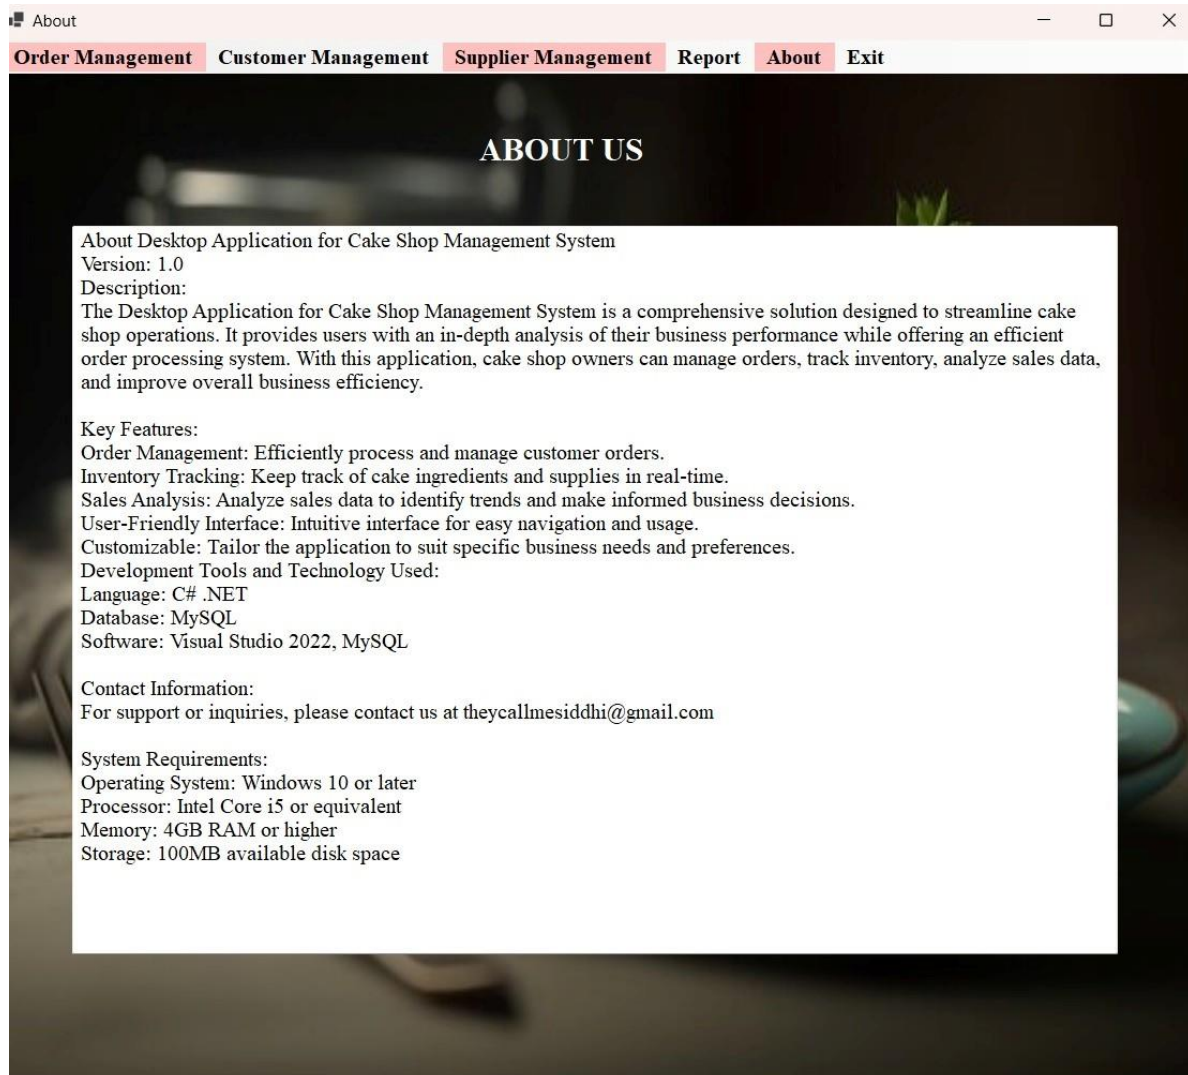 About
Order Management Customer Management Supplier Management Report About Exit
ABOUT US
About Desktop Application for Cake Shop Management System
Version: 1.0
Description:
The Desktop Application for Cake Shop Management System is a comprehensive solution designed to streamline cake
shop operations. It provides users with an in-depth analysis of their business performance while offering an efficient
order processing system. With this application, cake shop owners can manage orders, track inventory, analyze sales data,
and improve overall business efficiency.
Key Features:
Order Management: Efficiently process and manage customer orders.
Inventory Tracking: Keep track of cake ingredients and supplies in real-time.
Sales Analysis: Analyze sales data to identify trends and make informed business decisions.
User-Friendly Interface: Intuitive interface for easy navigation and usage.
Customizable: Tailor the application to suit specific business needs and preferences.
Development Tools and Technology Used:
Language: C# .NET
Database: MySQL
Software: Visual Studio 2022, MySQL
Contact Information:
For support or inquiries, please contact us at theycallmesiddhi@gmail.com
System Requirements:
Operating System: Windows 10 or later
Processor: Intel Core i5 or equivalent
Memory: 4GB RAM or higher
Storage: 100MB available disk space